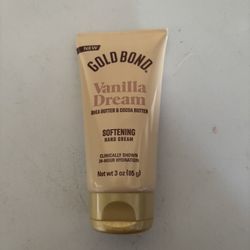 NEW
GOLD BOND
Vanilla
Dream
SHEA BUTTER & COCOA BUTTER
SOFTENING
HAND CREAM
CLINICALLY SHOWN
24-HOUR HYDRATION
Net wt 3 oz (85 g)